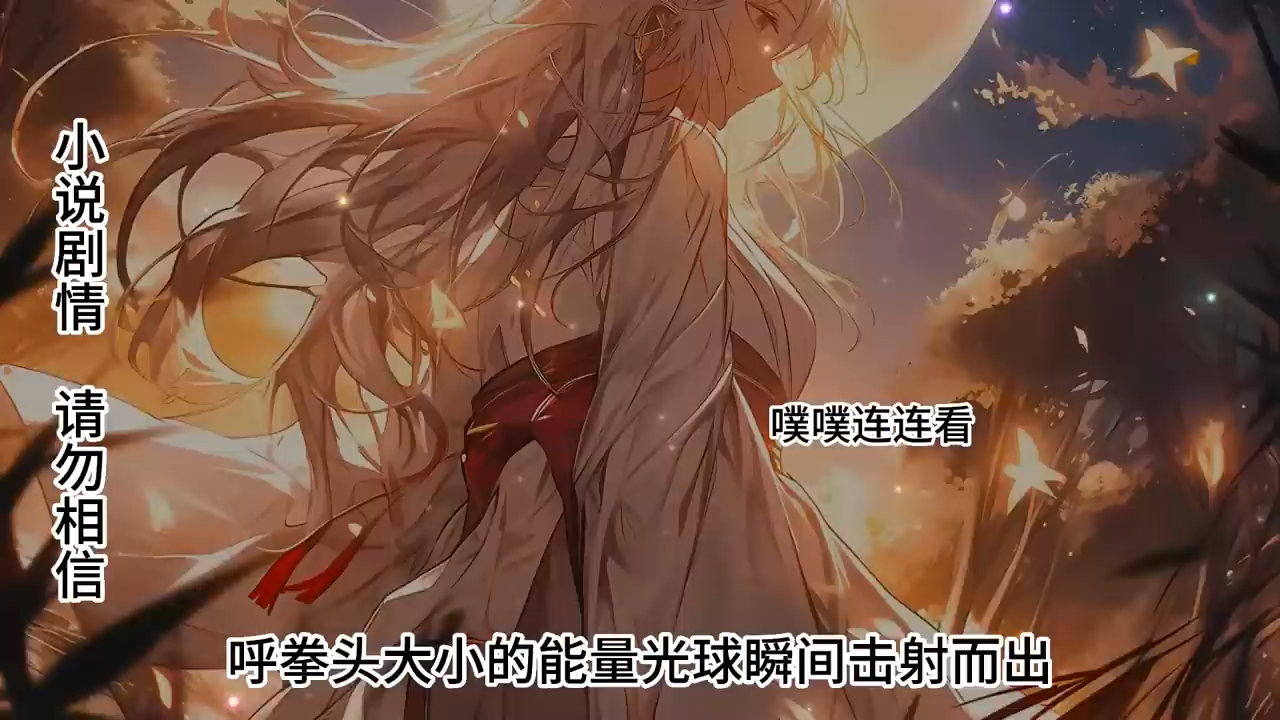 小说剧情 请勿相信
噗噗连连看
呼拳头大小的能量光球瞬间击射而出